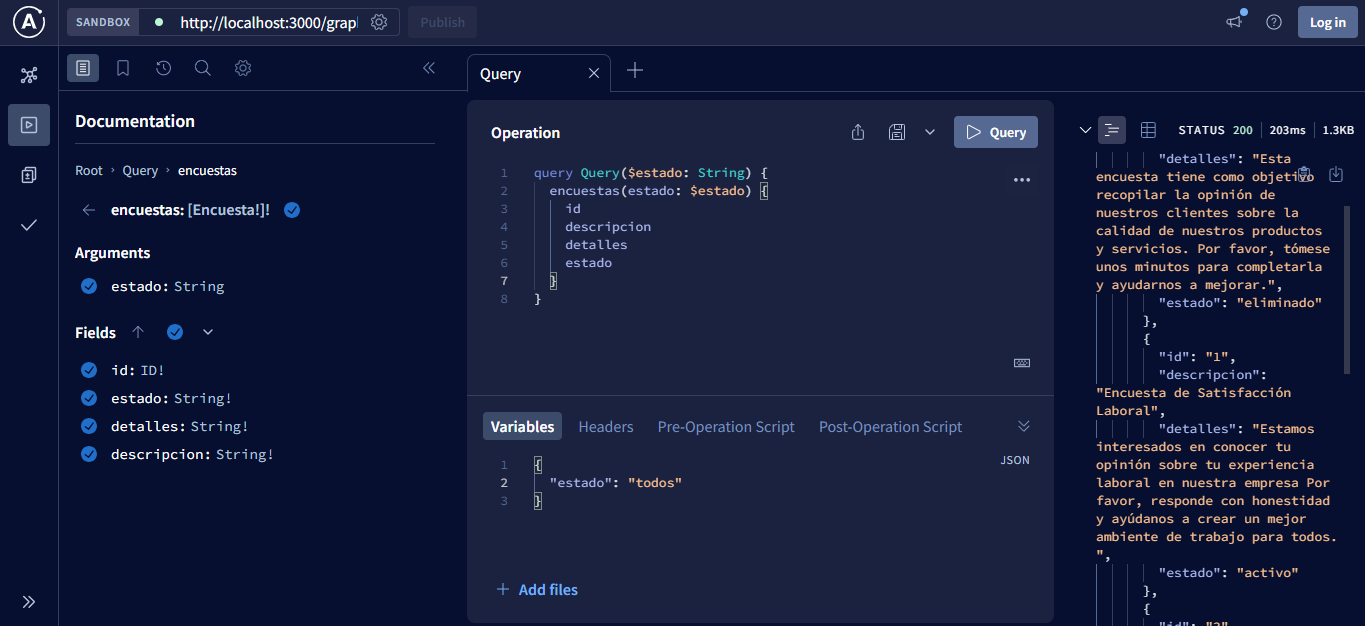 SANDBOX
http://localhost:3000/grap
Publish
Log in
Documentation
Root › Query › encuestas
encuestas: [Encuesta!]!
Arguments
estado: String
Fields
id: ID!
estado: String!
detalles: String!
descripcion: String!
Query
Operation
Query
1 query Query($estado: String) {
2 encuestas(estado: $estado) {
3 id
4 descripcion
5 detalles
6 estado
7 }
8 }
Variables
Headers
Pre-Operation Script
Post-Operation Script
JSON
1 {
2 "estado": "todos"
3 }
Add files
STATUS 200
203ms
1.3KB
"detalles": "Esta
encuesta tiene como objetivo
recopilar la opinión de
nuestros clientes sobre la
calidad de nuestros productos
y servicios. Por favor, tómese
unos minutos para completarla
y ayudarnos a mejorar.",
"estado": "eliminado"
},
{
"id": "1",
"descripcion":
"Encuesta de Satisfacción
Laboral",
"detalles": "Estamos
interesados en conocer tu
opinión sobre tu experiencia
laboral en nuestra empresa Por
favor, responde con honestidad
y ayúdanos a crear un mejor
ambiente de trabajo para todos.
",
"estado": "activo"
},
{
"id":